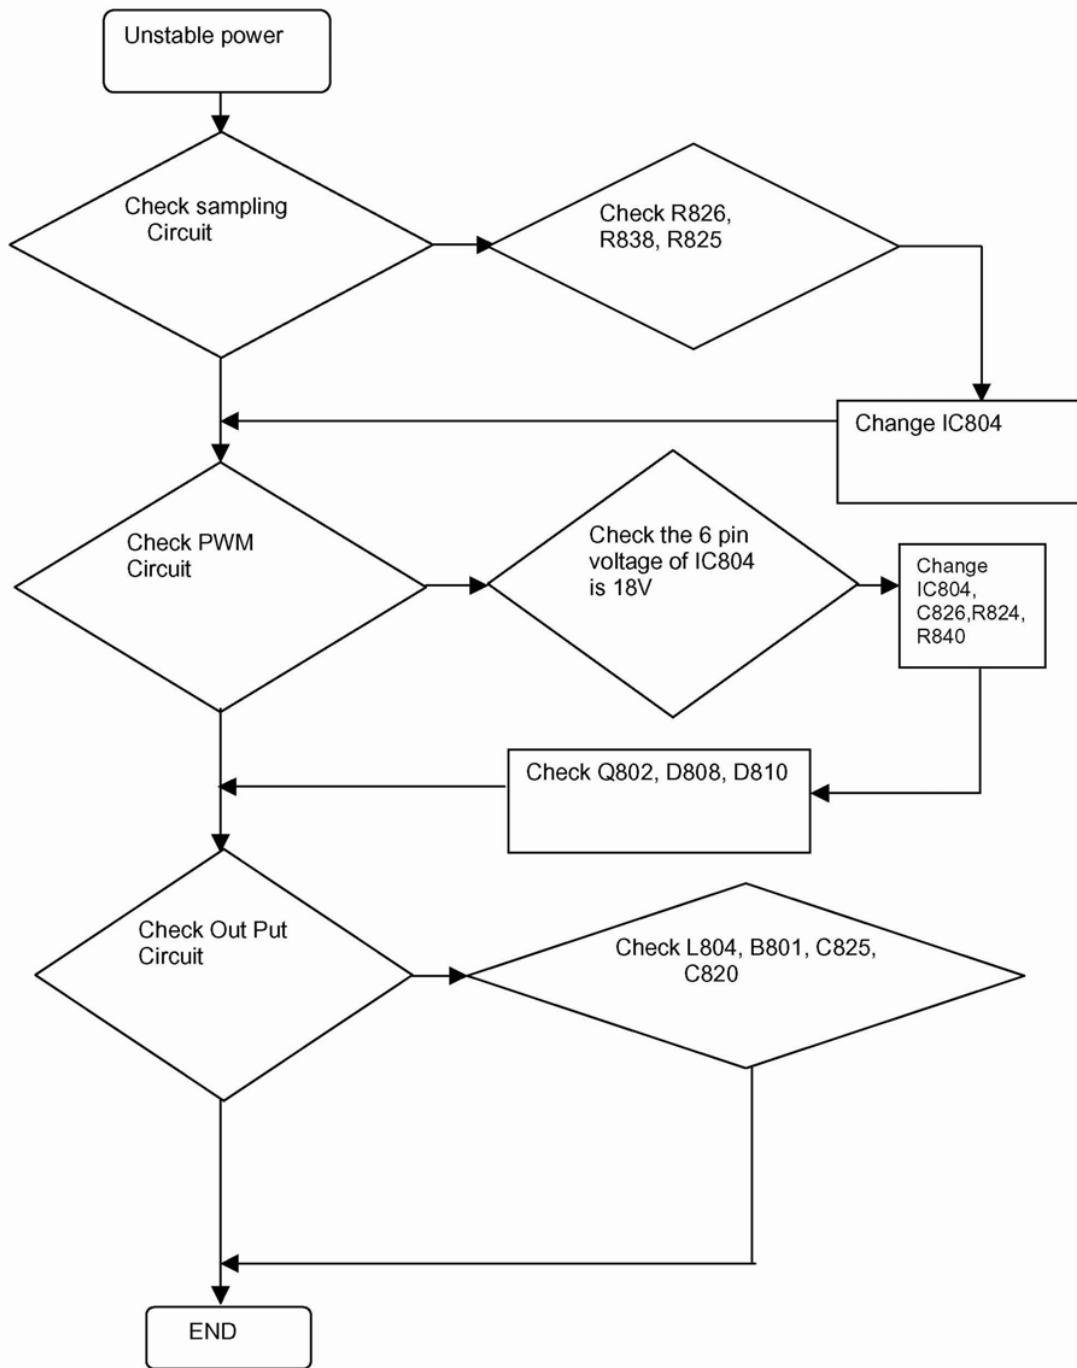 Unstable power
Check sampling
Circuit
Check R826,
R838, R825
Change IC804
Check PWM
Circuit
Check the 6 pin
voltage of IC804
is 18V
Change
IC804,
C826,R824,
R840
Check Q802, D808, D810
Check Out Put
Circuit
Check L804, B801, C825,
C820
END